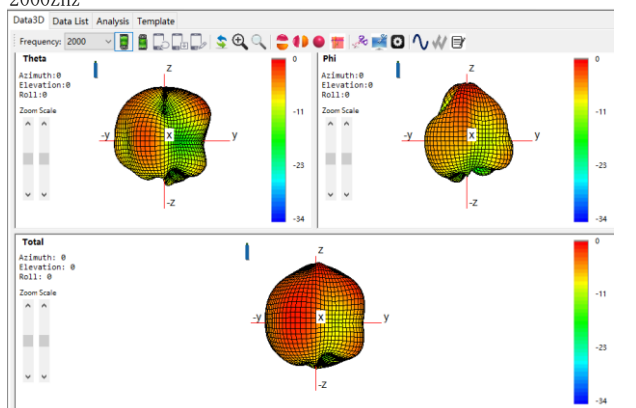 2000zhz
Data3D Data List Analysis Template
Frequency: 2000
Theta
Azimuth:0
Elevation:0
Roll:0
Zoom Scale
z
-y
x
y
-z
0
-11
-23
-34
Phi
Azimuth:0
Elevation:0
Roll:0
Zoom Scale
z
-y
x
y
-z
0
-11
-23
-34
Total
Azimuth: 0
Elevation: 0
Roll: 0
Zoom Scale
z
-y
x
y
-z
0
-11
-23
-34